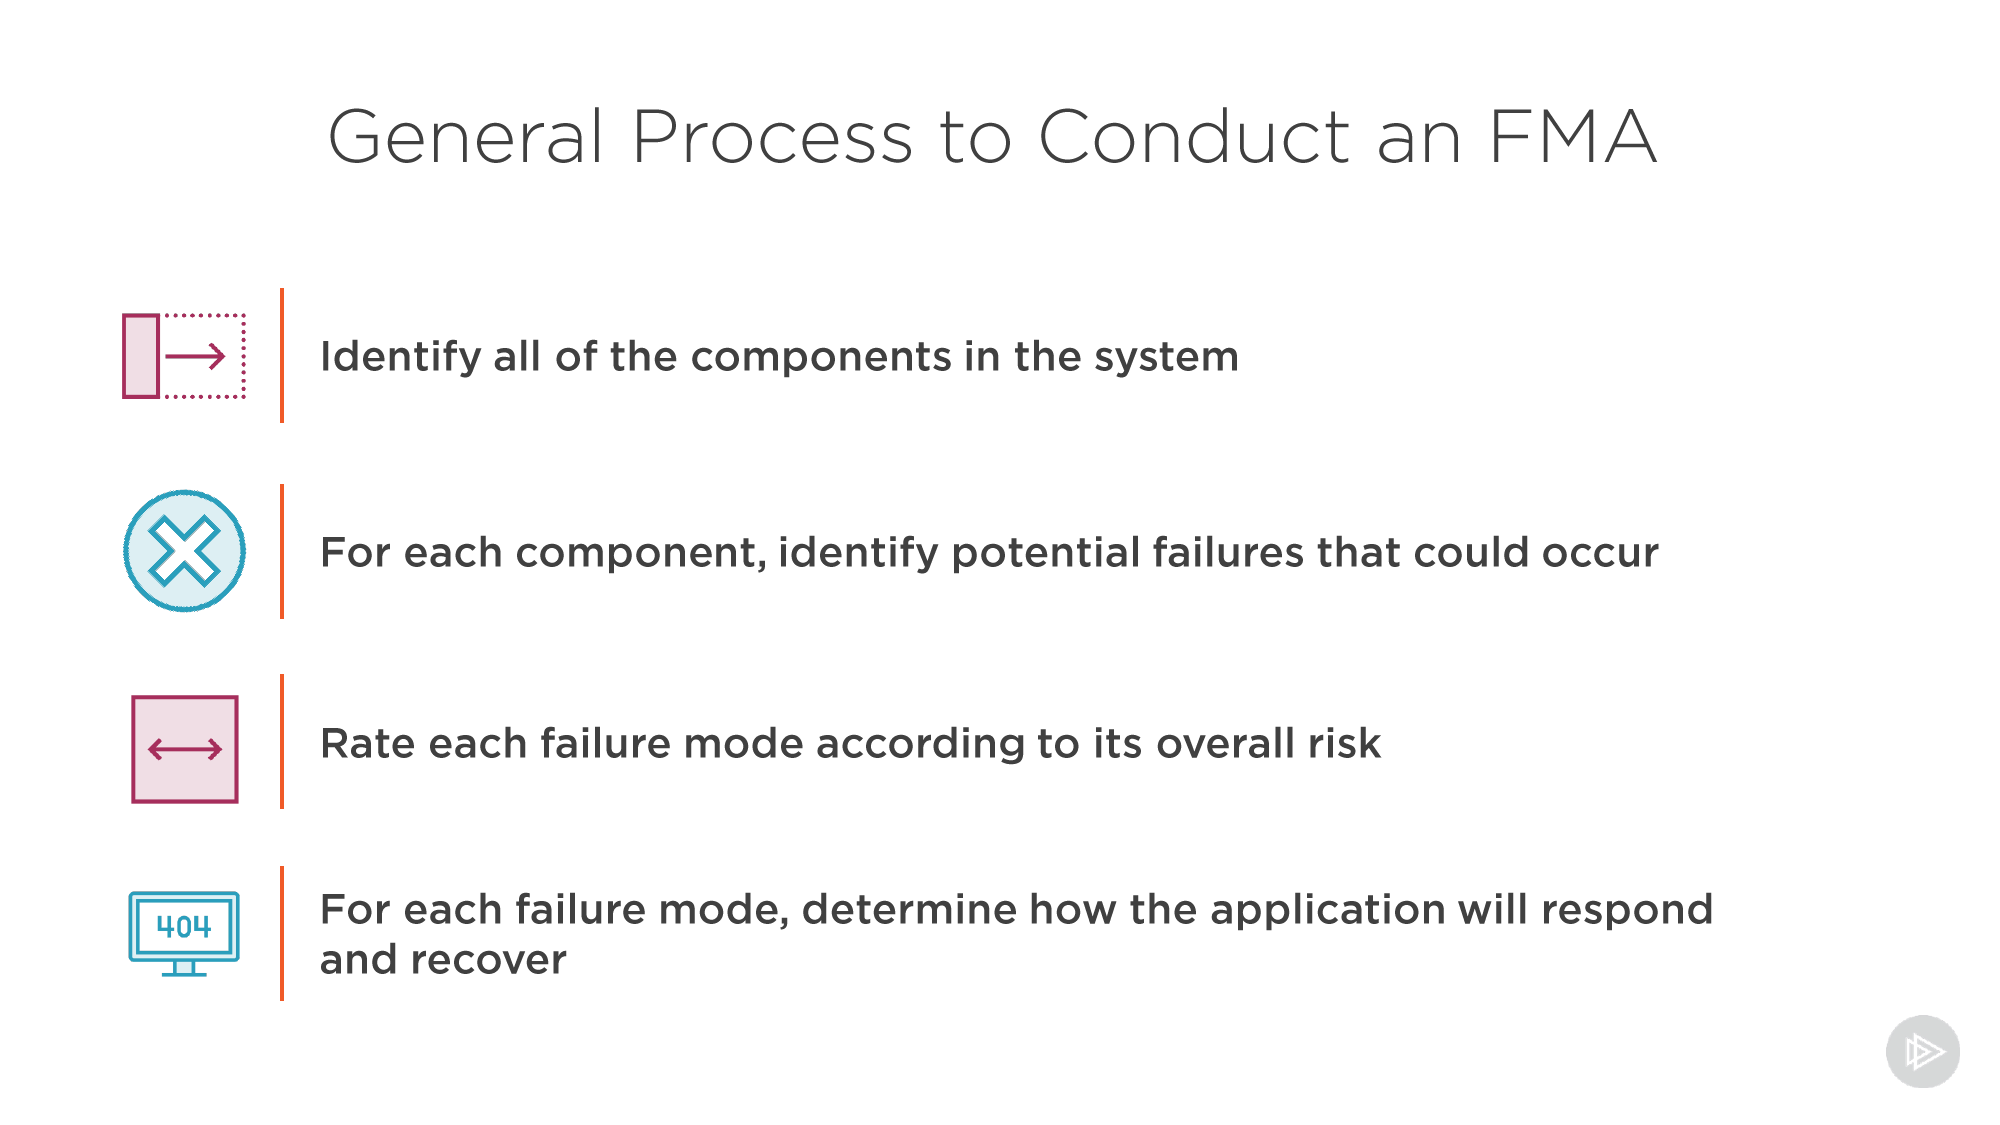 General Process to Conduct an FMA
Identify all of the components in the system
For each component, identify potential failures that could occur
Rate each failure mode according to its overall risk
404
For each failure mode, determine how the application will respond
and recover